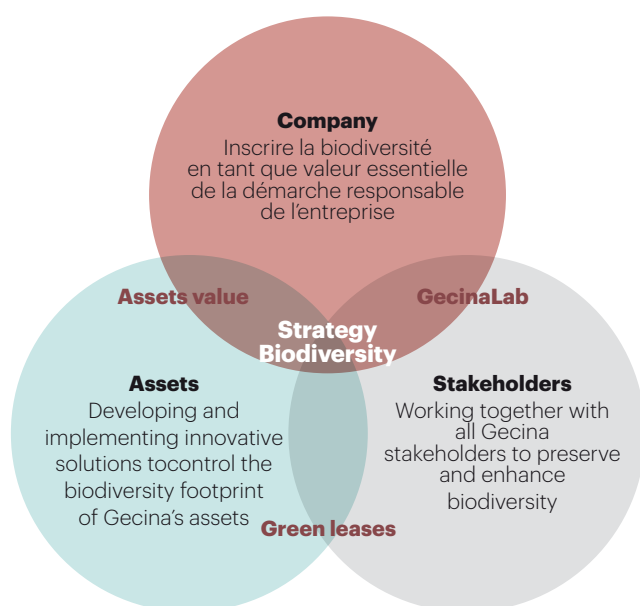 Company
Inscrire la biodiversité
en tant que valeur essentielle
de la démarche responsable
de l'entreprise
Assets value
GecinaLab
Strategy
Biodiversity
Assets
Developing and
implementing innovative
solutions tocontrol the
biodiversity footprint
of Gecina's assets
Stakeholders
Working together with
all Gecina
stakeholders to preserve
and enhance
biodiversity
Green leases